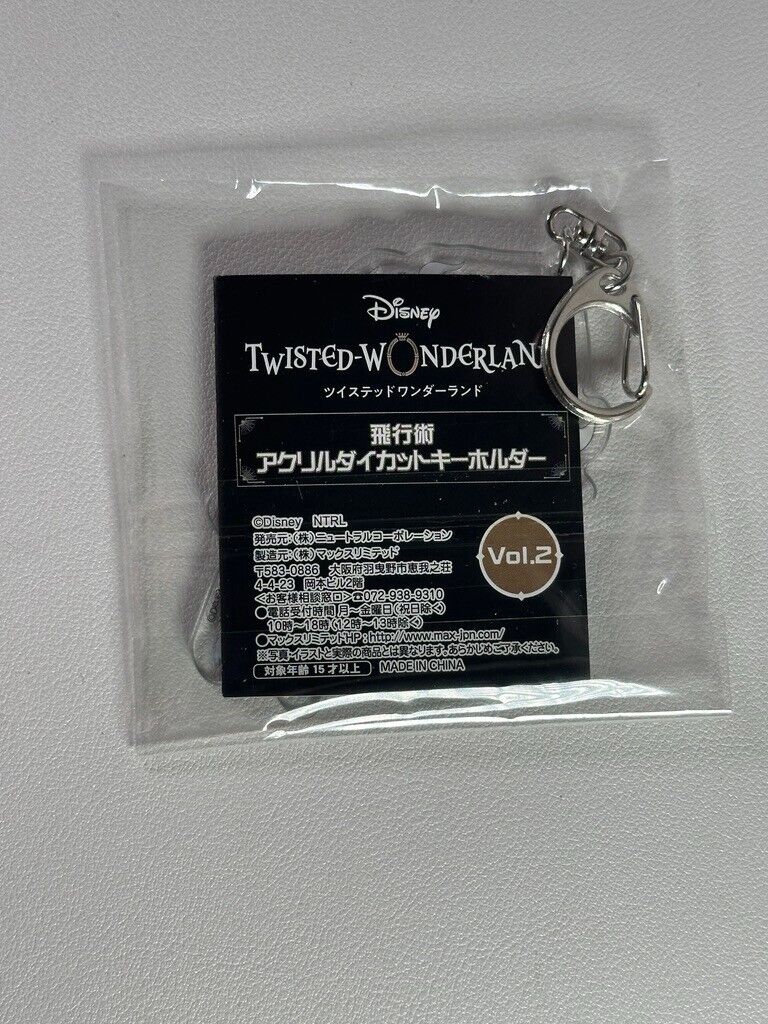 Disney
TWISTED-WONDERLAN
ツイステッドワンダーランド
飛行術
アクリルダイカットキーホルダー
©Disney NTRL
発売元:(株)ニュートラルコーポレーション
製造元:(株)マックスリミテッド
〒583-0886 大阪府羽曳野市恵我之荘
4-4-23 岡本ビル2階
<お客様相談窓口>☎072-938-9310
●電話受付時間 月~金曜日(祝日除く)
10時~18時(12時~13時除く)
●マックスリミテッドHP:http://www.max-jpn.com/
※写真・イラストと実際の商品とは異なります。あらかじめご了承ください。
対象年齢 15才以上 MADE IN CHINA
Vol.2